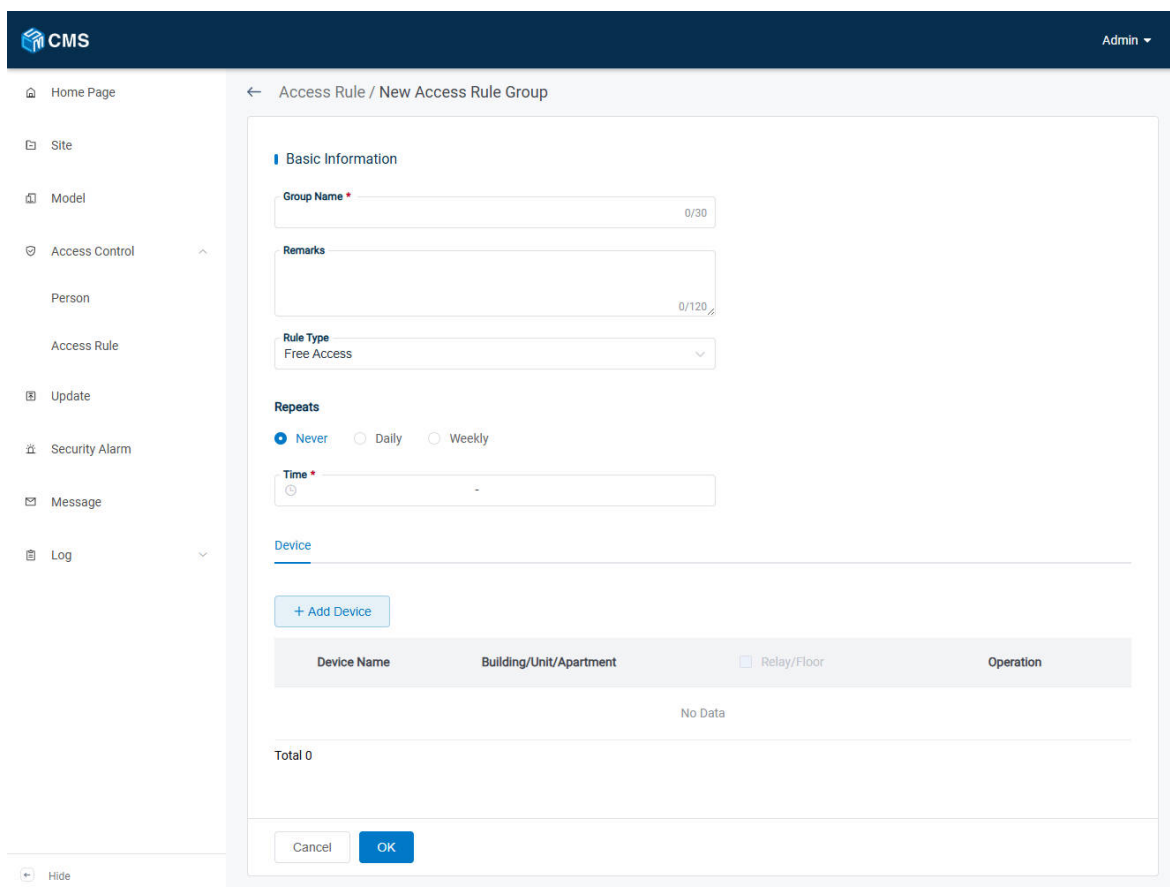 CMS
Admin
Home Page
Site
Model
Access Control
Person
Access Rule
Update
Security Alarm
Message
Log
Hide
Access Rule / New Access Rule Group
Basic Information
Group Name *
0/30
Remarks
0/120
Rule Type
Free Access
Repeats
Never Daily Weekly
Time *
-
Device
+ Add Device
Device Name Building/Unit/Apartment Relay/Floor Operation
No Data
Total 0
Cancel OK